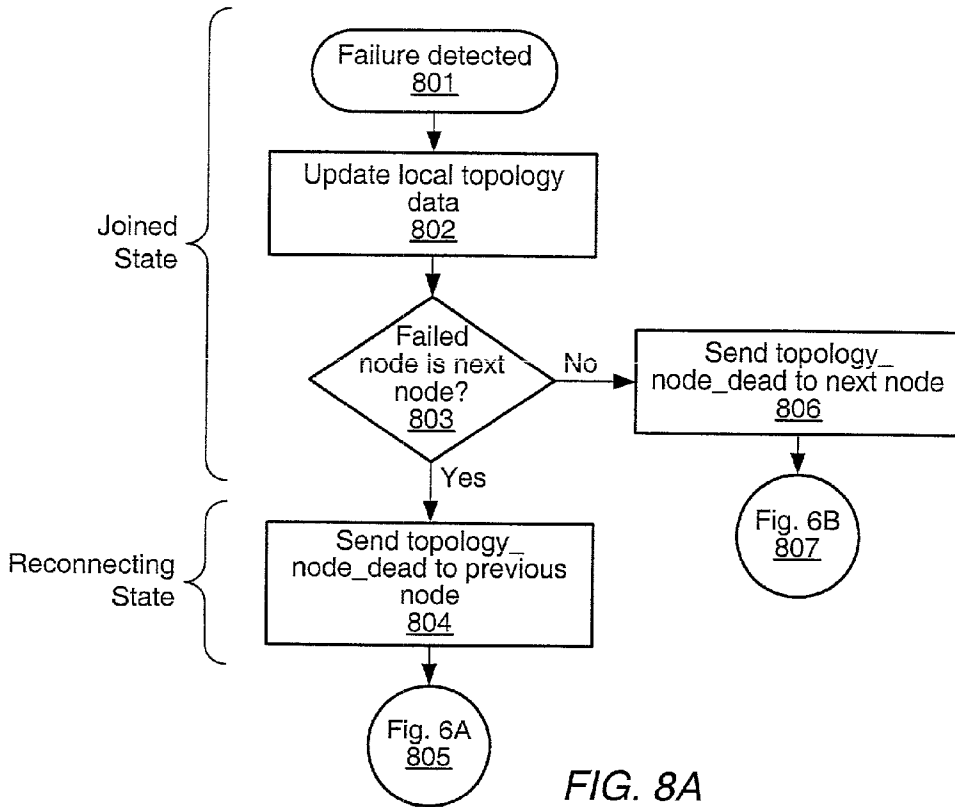 Failure detected
801
Update local topology
data
802
Joined
State
Failed
node is next
node?
803
No
Send topology_
node_dead to next node
806
Yes
Fig. 6B
807
Reconnecting
State
Send topology_
node_dead to previous
node
804
Fig. 6A
805
FIG. 8A